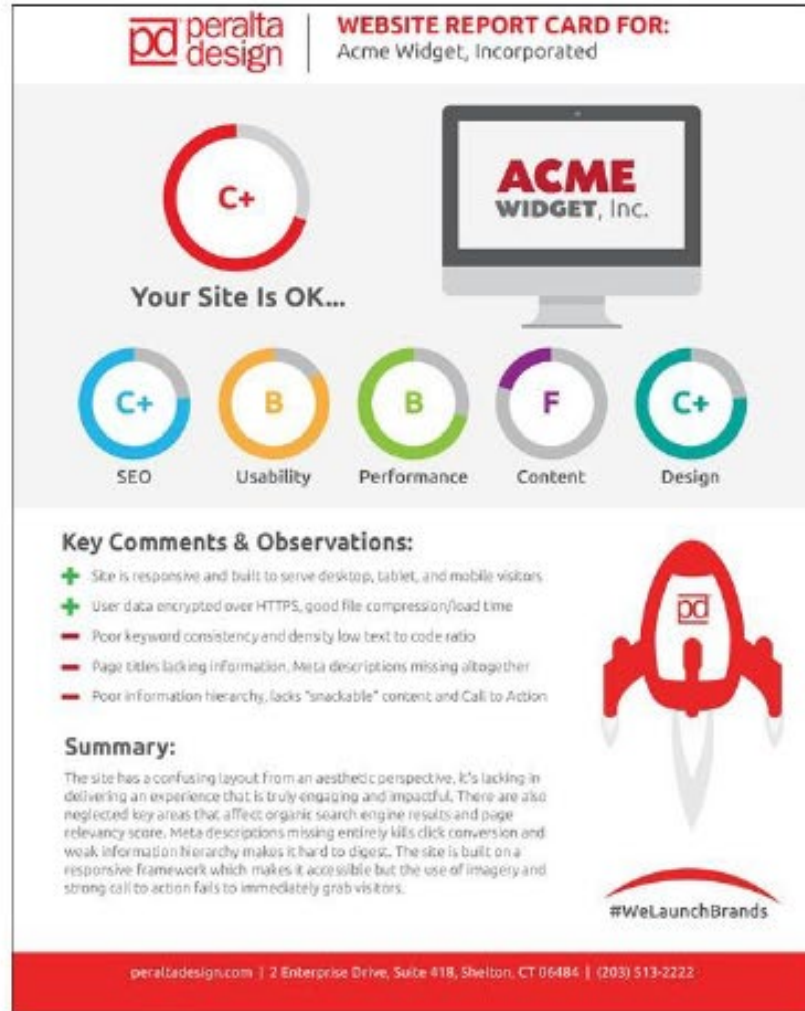 pd peralta design
WEBSITE REPORT CARD FOR:
Acme Widget, Incorporated
C+
Your Site Is OK...
ACME
WIDGET, Inc.
C+
SEO
B
Usability
B
Performance
F
Content
C+
Design
Key Comments & Observations:
+ Site is responsive and built to serve desktop, tablet, and mobile visitors
+ User data encrypted over HTTPS, good file compression/load time
− Poor keyword consistency and density low text to code ratio
− Page titles lacking information, Meta descriptions missing altogether
− Poor information hierarchy, lacks "snackable" content and Call to Action
Summary:
The site has a confusing layout from an aesthetic perspective, it's lacking in
delivering an experience that is truly engaging and impactful. There are also
neglected key areas that affect organic search engine results and page
relevancy score. Meta descriptions missing entirely kills click conversion and
weak information hierarchy makes it hard to digest. The site is built on a
responsive framework which makes it accessible but the use of imagery and
strong call to action fails to immediately grab visitors.
pd
#WeLaunchBrands
peraltadesign.com | 2 Enterprise Drive, Suite 418, Shelton, CT 06484 | (203) 513-2222